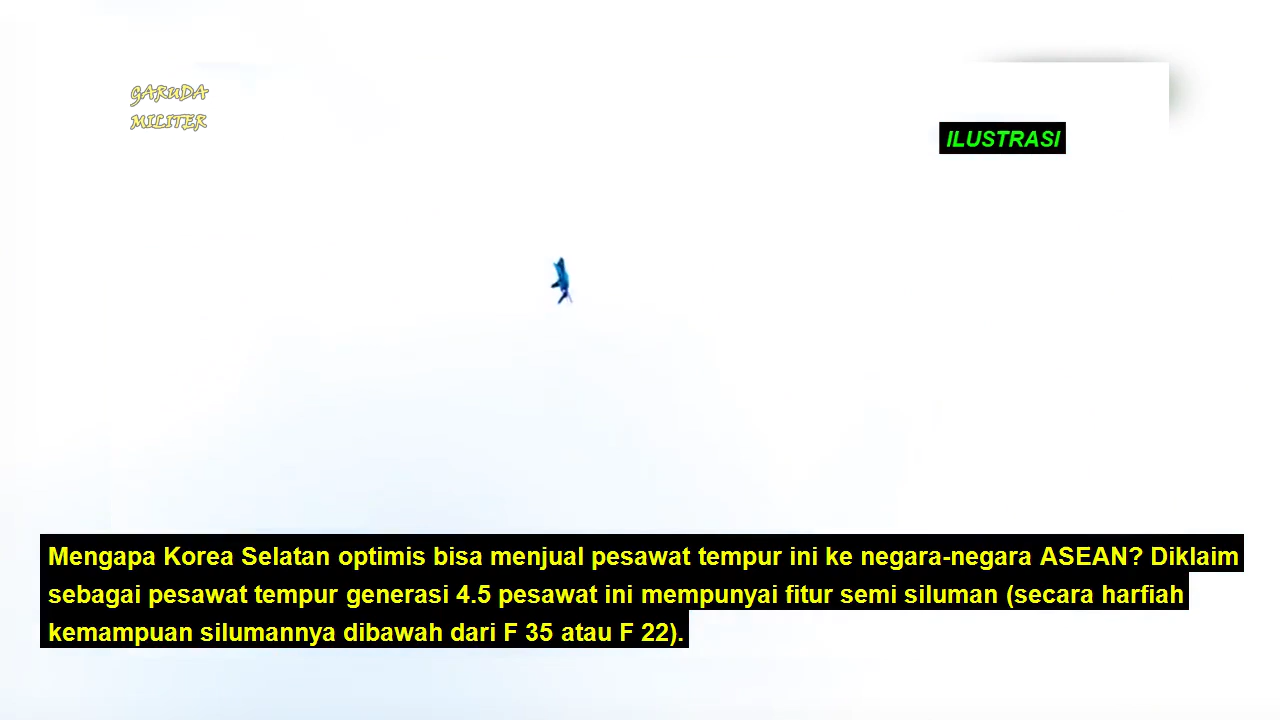 GARUDA
MILITER
ILUSTRASI
Mengapa Korea Selatan optimis bisa menjual pesawat tempur ini ke negara-negara ASEAN? Diklaim
sebagai pesawat tempur generasi 4.5 pesawat ini mempunyai fitur semi siluman (secara harfiah
kemampuan silumannya dibawah dari F 35 atau F 22).